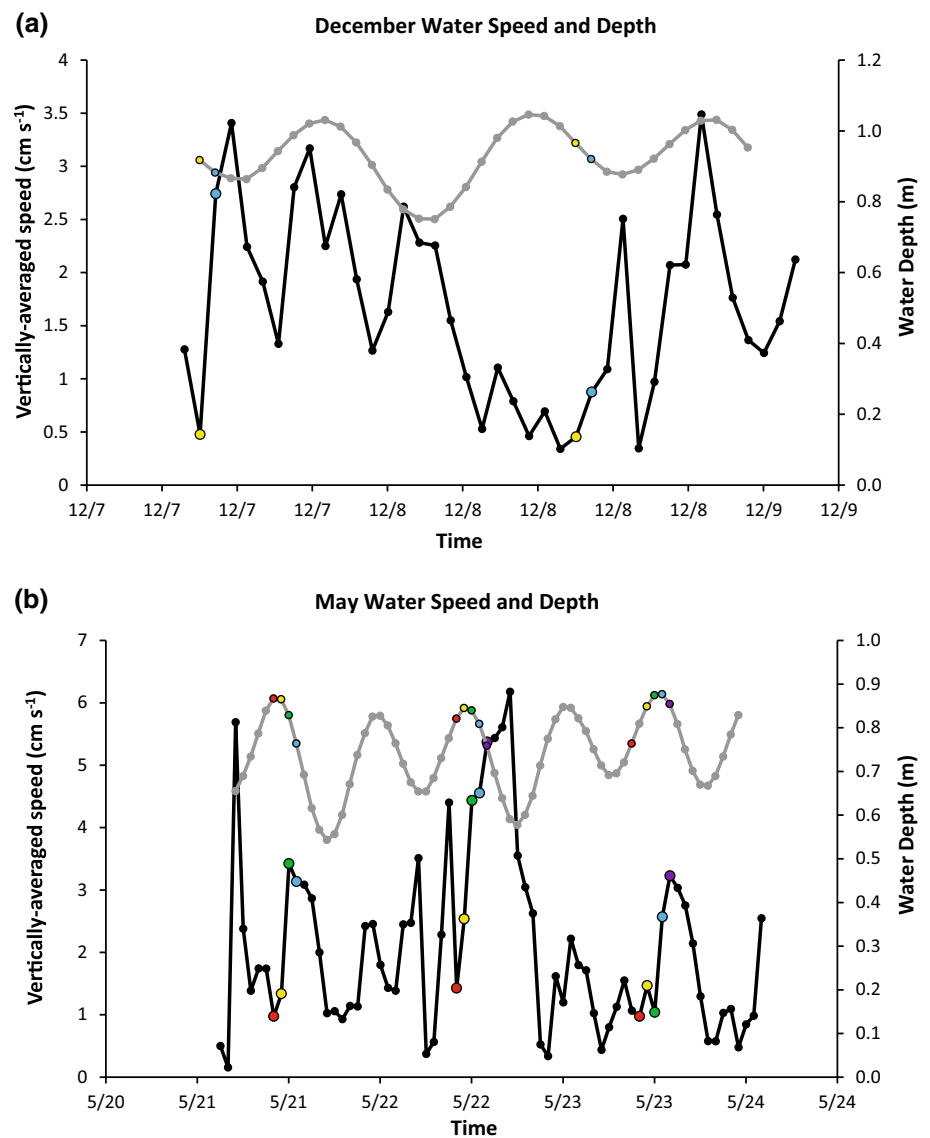 (a)
December Water Speed and Depth
4
3.5
3
2.5
2
1.5
1
0.5
0
Vertically-averaged speed (cm s⁻¹)
1.2
1.0
0.8
0.6
0.4
0.2
0.0
Water Depth (m)
12/7 12/7 12/7 12/7 12/8 12/8 12/8 12/8 12/8 12/9 12/9
Time
(b)
May Water Speed and Depth
7
6
5
4
3
2
1
0
Vertically-averaged speed (cm s⁻¹)
1.0
0.9
0.8
0.7
0.6
0.5
0.4
0.3
0.2
0.1
0.0
Water Depth (m)
5/20 5/21 5/21 5/22 5/22 5/23 5/23 5/24 5/24
Time